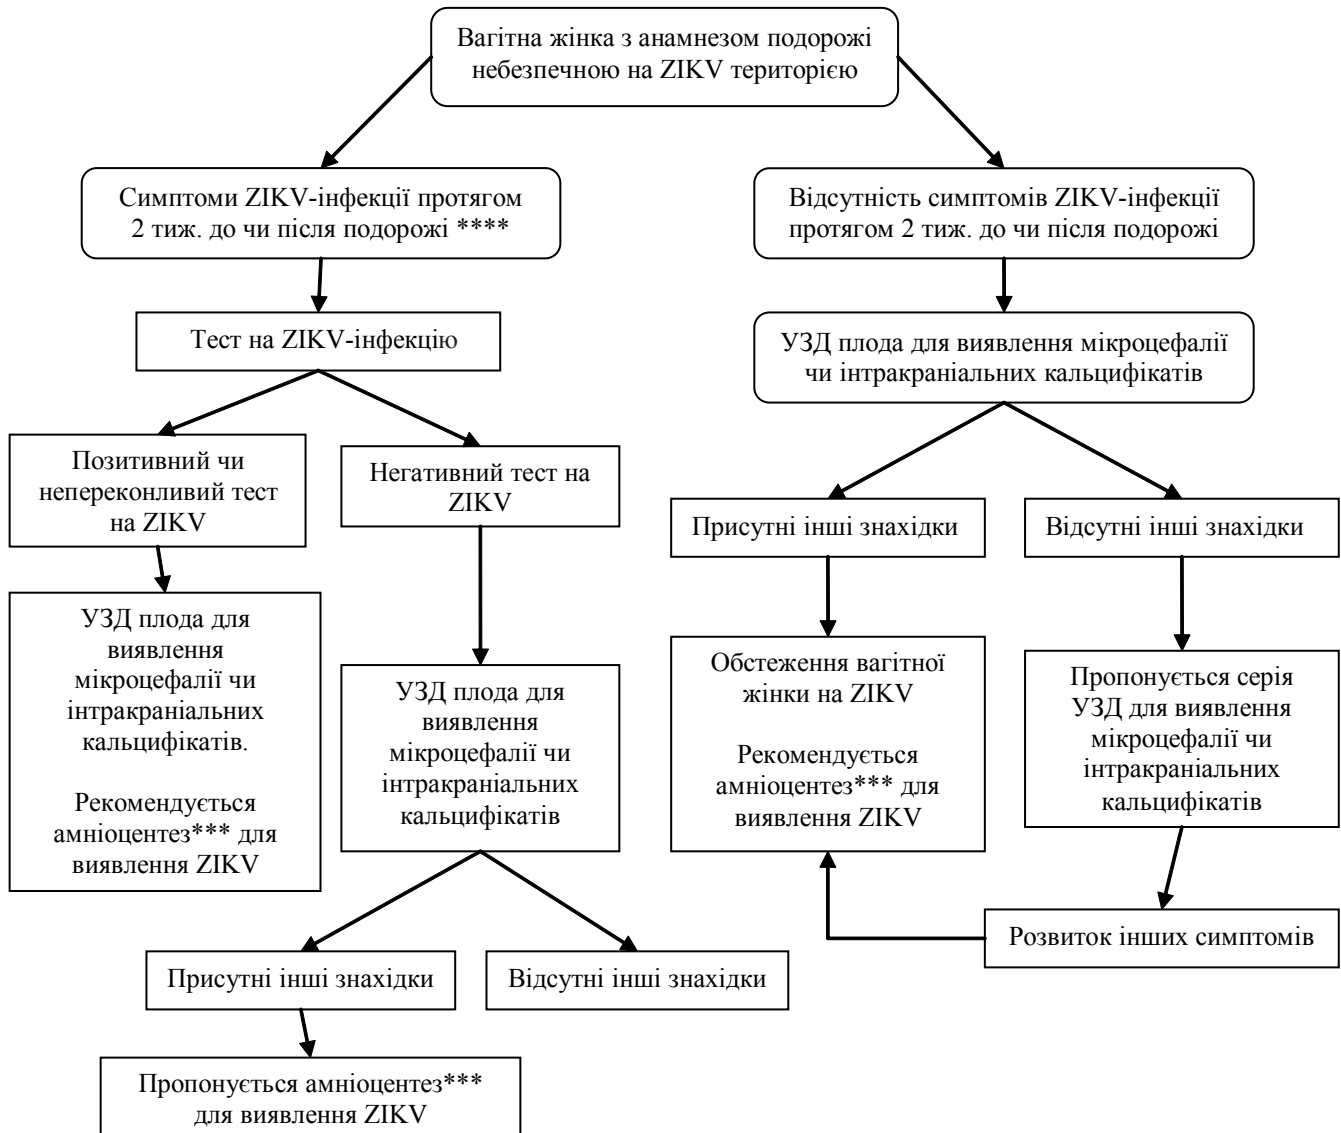 Вагітна жінка з анамнезом подорожі
небезпечною на ZIKV територією
Симптоми ZIKV-інфекції протягом
2 тиж. до чи після подорожі ****
Відсутність симптомів ZIKV-інфекції
протягом 2 тиж. до чи після подорожі
Тест на ZIKV-інфекцію
УЗД плода для виявлення мікроцефалії
чи інтракраніальних кальцифікатів
Позитивний чи
непереконливий тест
на ZIKV
Негативний тест на
ZIKV
Присутні інші знахідки
Відсутні інші знахідки
УЗД плода для
виявлення
мікроцефалії чи
інтракраніальних
кальцифікатів.
Рекомендується
амніоцентез*** для
виявлення ZIKV
УЗД плода для
виявлення
мікроцефалії чи
інтракраніальних
кальцифікатів
Обстеження вагітної
жінки на ZIKV
Рекомендується
амніоцентез*** для
виявлення ZIKV
Пропонується серія
УЗД для виявлення
мікроцефалії чи
інтракраніальних
кальцифікатів
Розвиток інших симптомів
Присутні інші знахідки
Відсутні інші знахідки
Пропонується амніоцентез***
для виявлення ZIKV